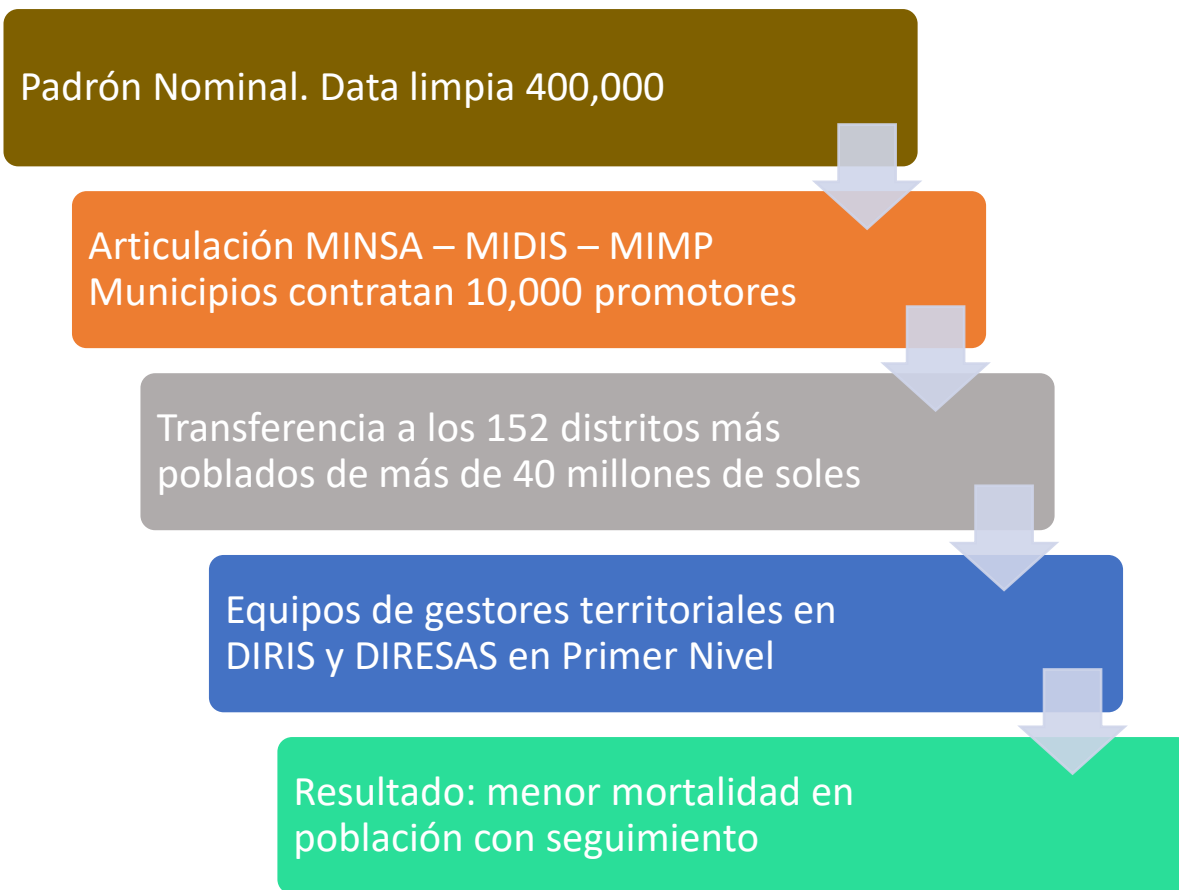 Padrón Nominal. Data limpia 400,000
Articulación MINSA – MIDIS – MIMP
Municipios contratan 10,000 promotores
Transferencia a los 152 distritos más
poblados de más de 40 millones de soles
Equipos de gestores territoriales en
DIRIS y DIRESAS en Primer Nivel
Resultado: menor mortalidad en
población con seguimiento